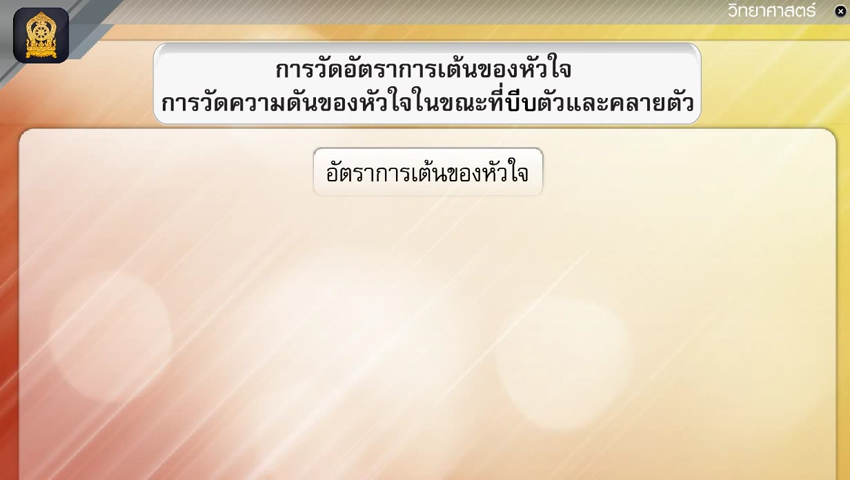 วิทยาศาสตร์
การวัดอัตราการเต้นของหัวใจ
การวัดความดันของหัวใจในขณะที่บีบตัวและคลายตัว
อัตราการเต้นของหัวใจ